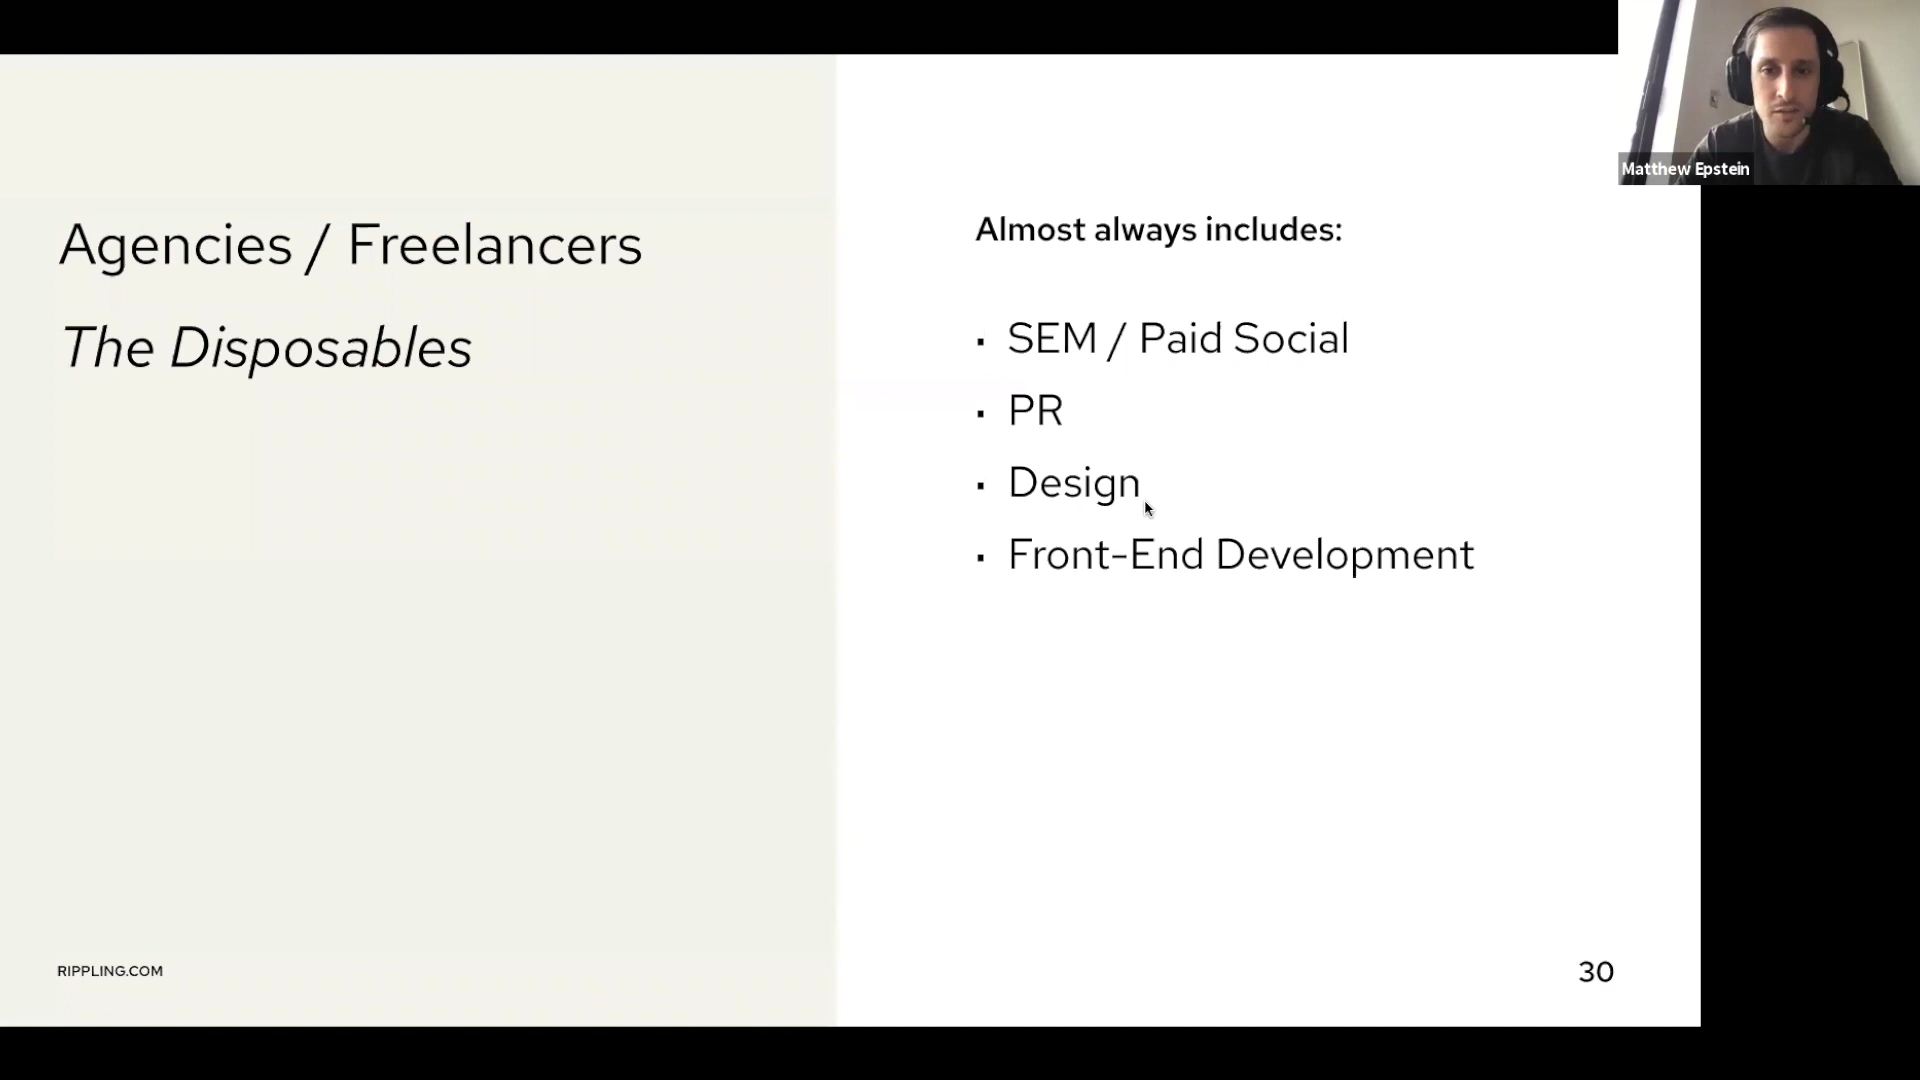 Agencies / Freelancers
The Disposables
Almost always includes:
▪ SEM / Paid Social
▪ PR
▪ Design
▪ Front-End Development
RIPPLING.COM
30
Matthew Epstein